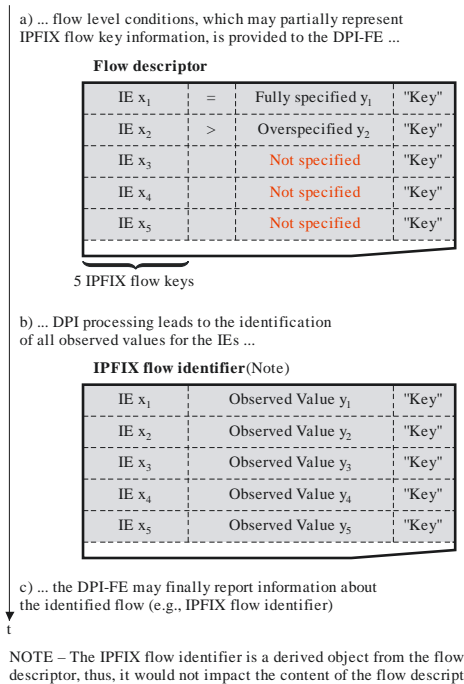 a) ... flow level conditions, which may partially represent
IPFIX flow key information, is provided to the DPI-FE ...
Flow descriptor
IE x₁ = Fully specified y₁ "Key"
IE x₂ > Overspecified y₂ "Key"
IE x₃ Not specified "Key"
IE x₄ Not specified "Key"
IE x₅ Not specified "Key"
5 IPFIX flow keys
b) ... DPI processing leads to the identification
of all observed values for the IEs ...
IPFIX flow identifier(Note)
IE x₁ Observed Value y₁ "Key"
IE x₂ Observed Value y₂ "Key"
IE x₃ Observed Value y₃ "Key"
IE x₄ Observed Value y₄ "Key"
IE x₅ Observed Value y₅ "Key"
c) ... the DPI-FE may finally report information about
the identified flow (e.g., IPFIX flow identifier)
t
NOTE – The IPFIX flow identifier is a derived object from the flow
descriptor, thus, it would not impact the content of the flow descript